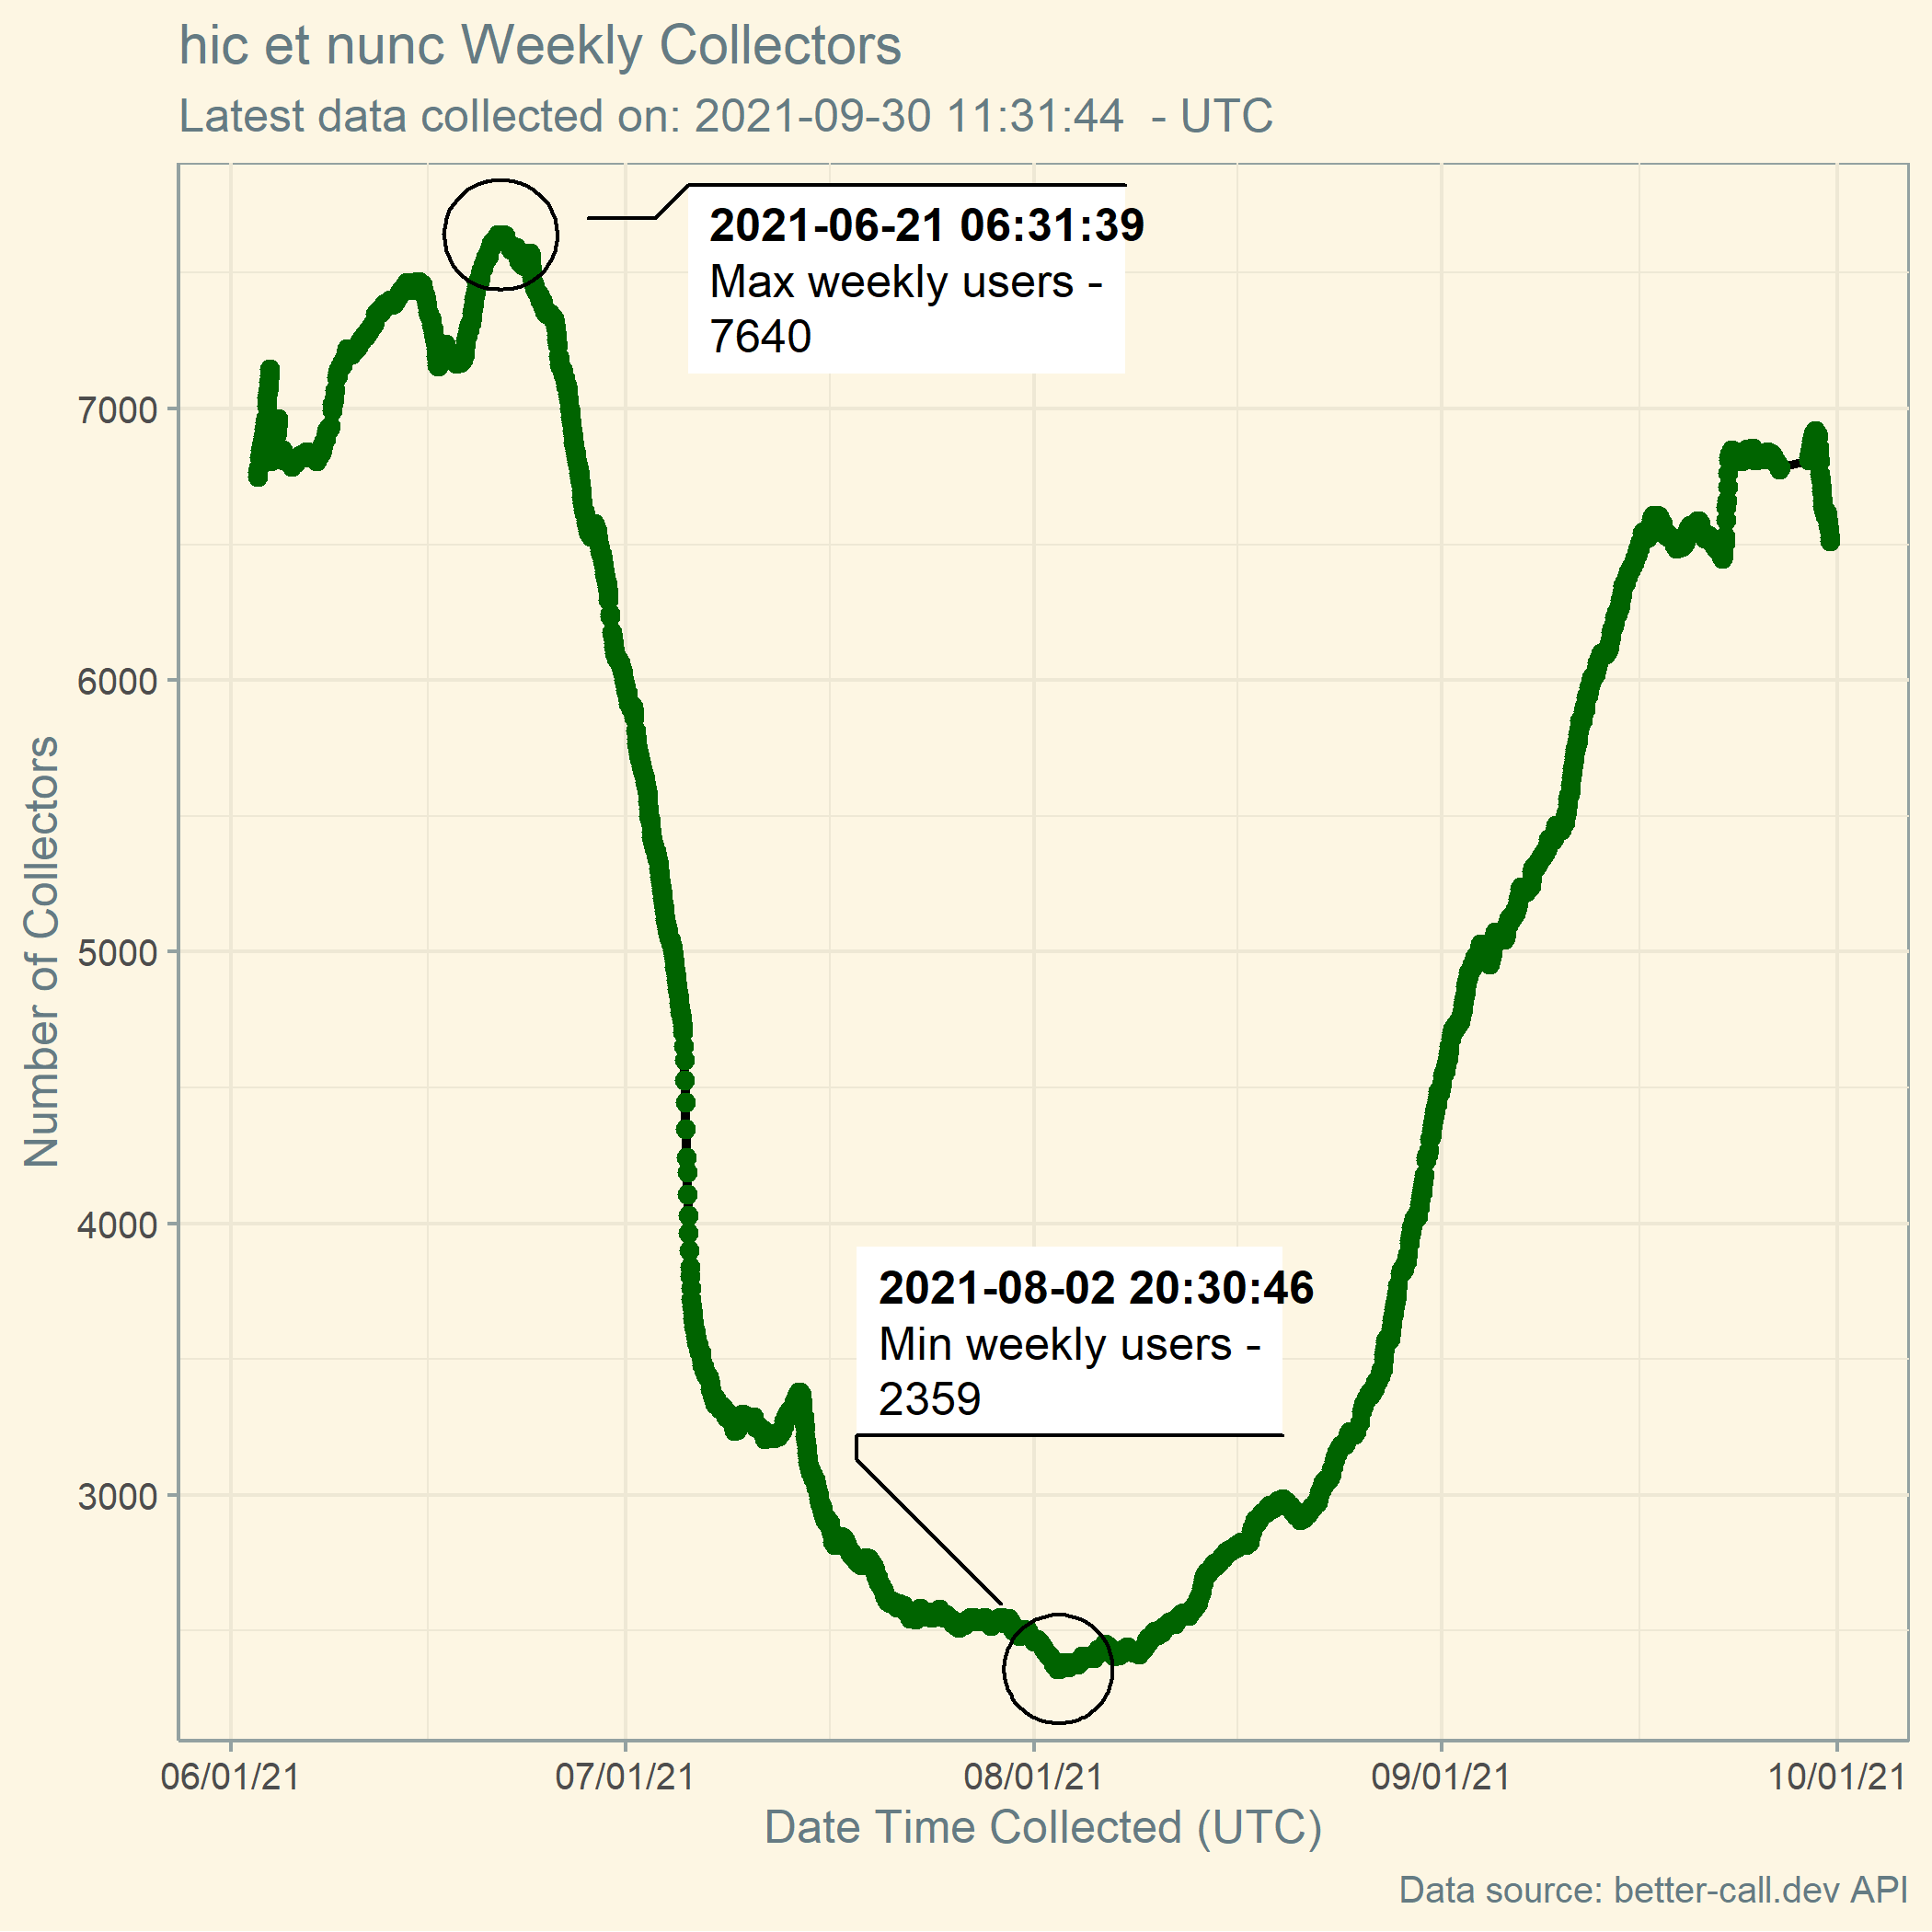 hic et nunc Weekly Collectors
Latest data collected on: 2021-09-30 11:31:44  - UTC
2021-06-21 06:31:39
Max weekly users -
7640
7000
6000
5000
4000
3000
Number of Collectors
2021-08-02 20:30:46
Min weekly users -
2359
06/01/21
07/01/21
08/01/21
09/01/21
10/01/21
Date Time Collected (UTC)
Data source: better-call.dev API